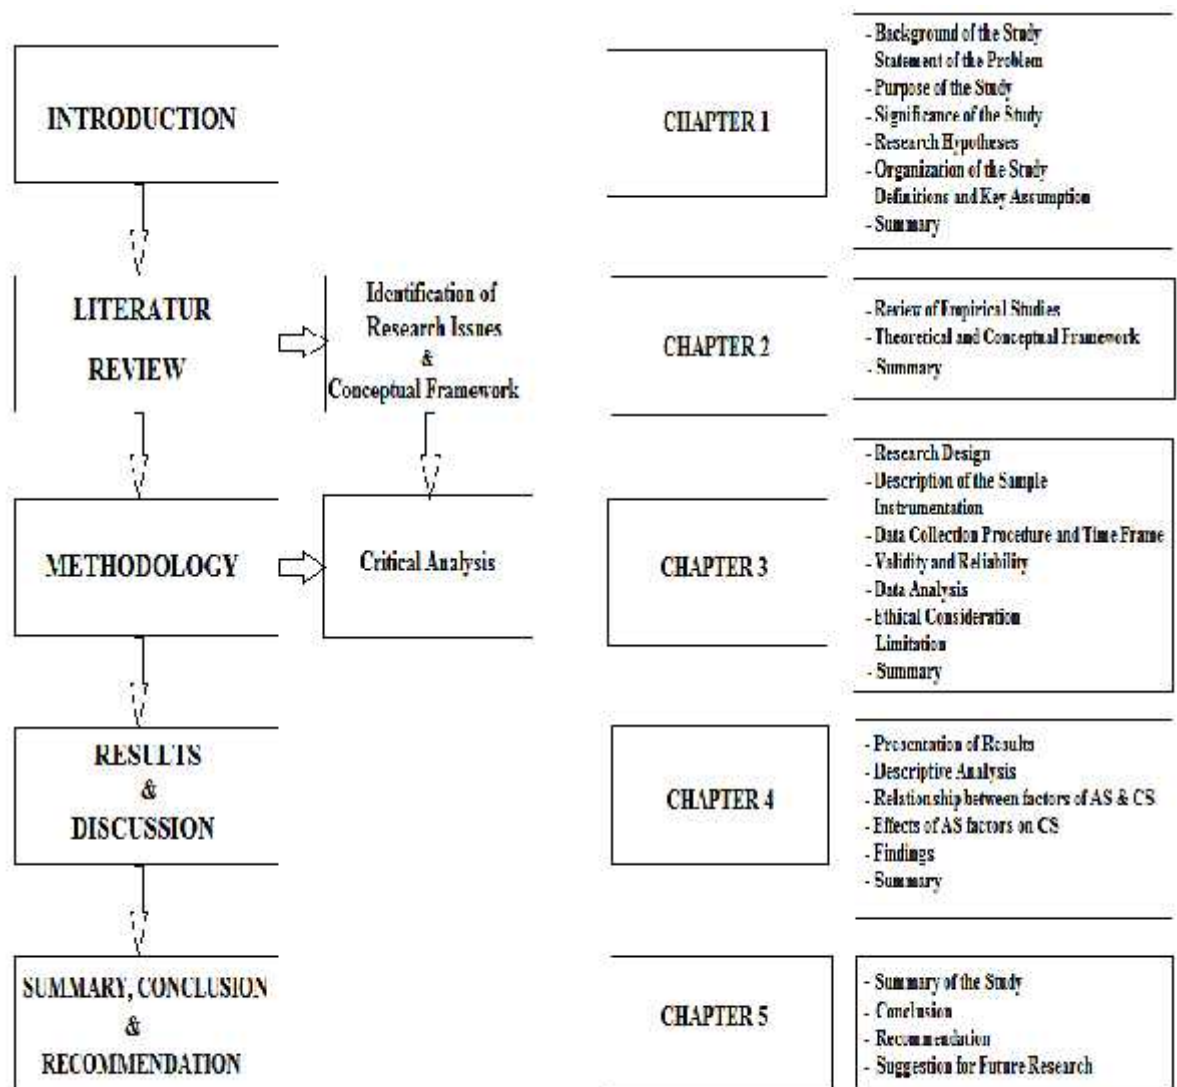 INTRODUCTION
CHAPTER 1
- Background of the Study
Statement of the Problem
- Purpose of the Study
- Significance of the Study
- Research Hypotheses
- Organization of the Study
Definitions and Key Assumption
- Summary
LITERATUR
REVIEW
Identification of
Research Issues
&
Conceptual Framework
CHAPTER 2
- Review of Empirical Studies
- Theoretical and Conceptual Framework
- Summary
METHODOLOGY
Critical Analysis
CHAPTER 3
- Research Design
- Description of the Sample
Instrumentation
- Data Collection Procedure and Time Frame
- Validity and Reliability
- Data Analysis
- Ethical Consideration
Limitation
- Summary
RESULTS
&
DISCUSSION
CHAPTER 4
- Presentation of Results
- Descriptive Analysis
- Relationship between factors of AS & CS
- Effects of AS factors on CS
- Findings
- Summary
SUMMARY, CONCLUSION
&
RECOMMENDATION
CHAPTER 5
- Summary of the Study
- Conclusion
- Recommendation
- Suggestion for Future Research